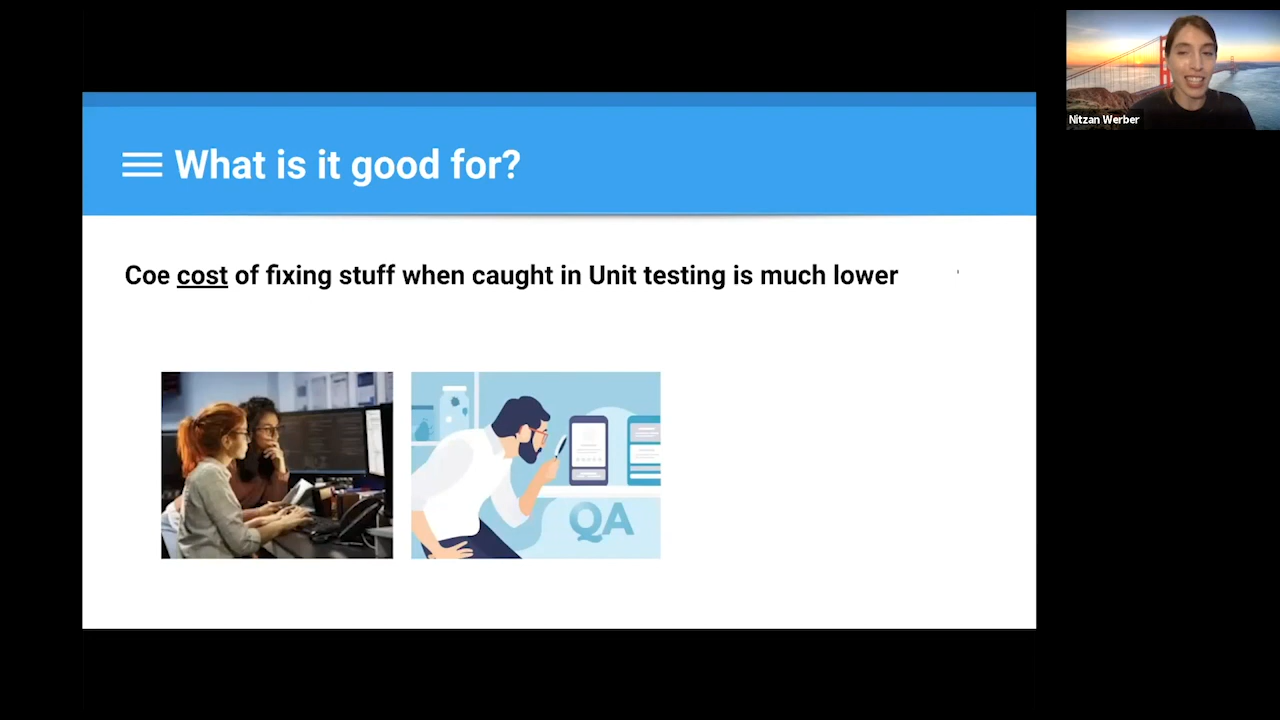 What is it good for?
Coe cost of fixing stuff when caught in Unit testing is much lower
QA
Nitzan Werber